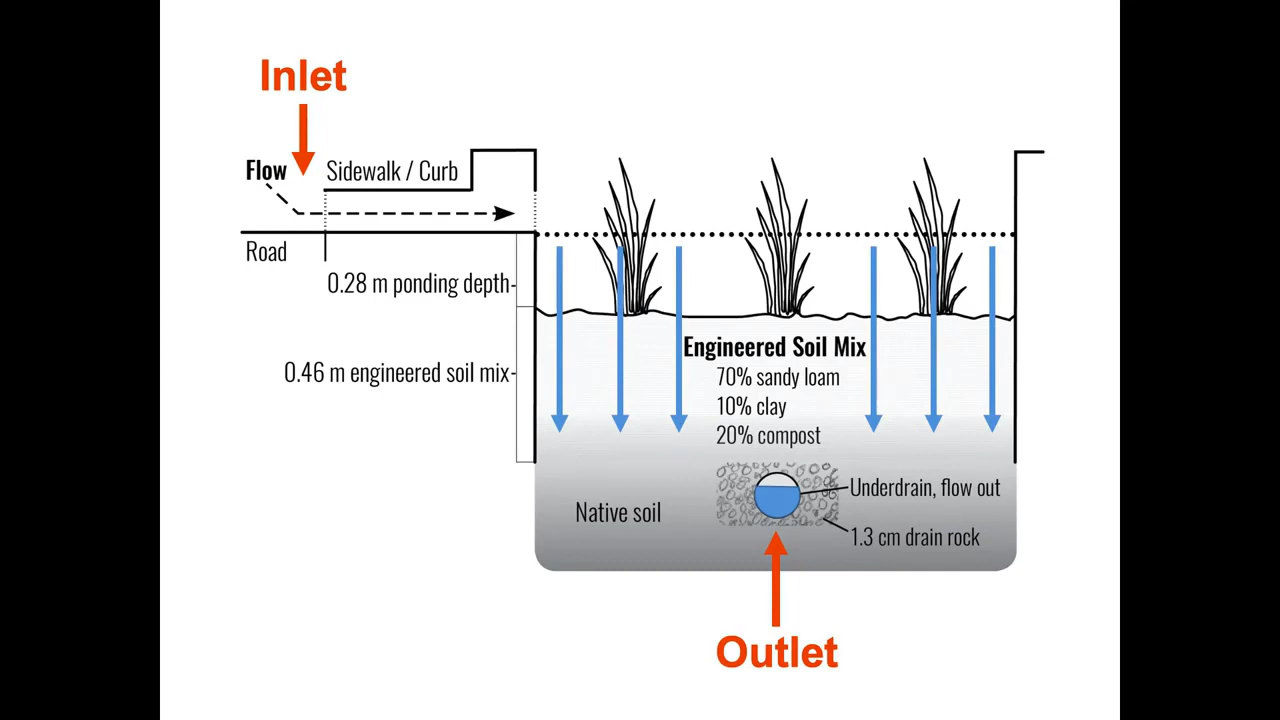 Inlet
Flow
Sidewalk / Curb
Road
0.28 m ponding depth
0.46 m engineered soil mix
Engineered Soil Mix
70% sandy loam
10% clay
20% compost
Underdrain, flow out
Native soil
1.3 cm drain rock
Outlet